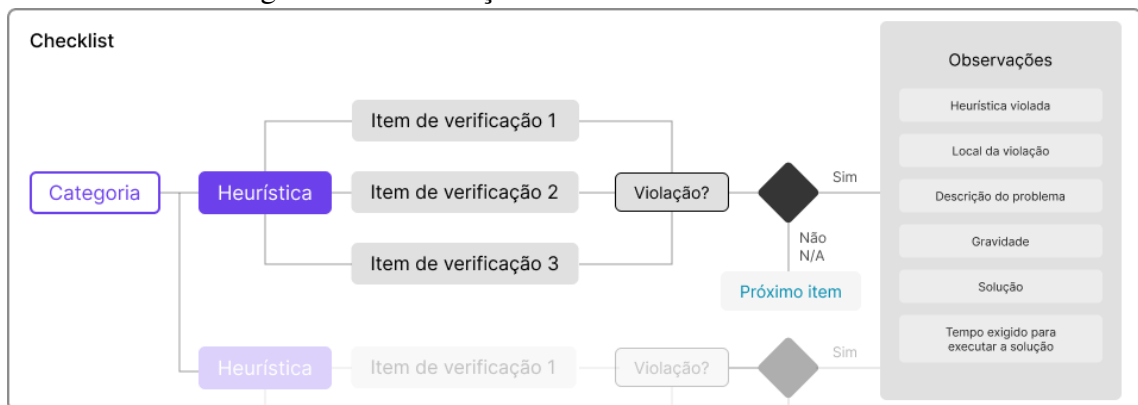 Checklist
Categoria
Heurística
Item de verificação 1
Item de verificação 2
Item de verificação 3
Violação?
Sim
Não
N/A
Próximo item
Observações
Heurística violada
Local da violação
Descrição do problema
Gravidade
Solução
Tempo exigido para
executar a solução
Heurística
Item de verificação 1
Violação?
Sim